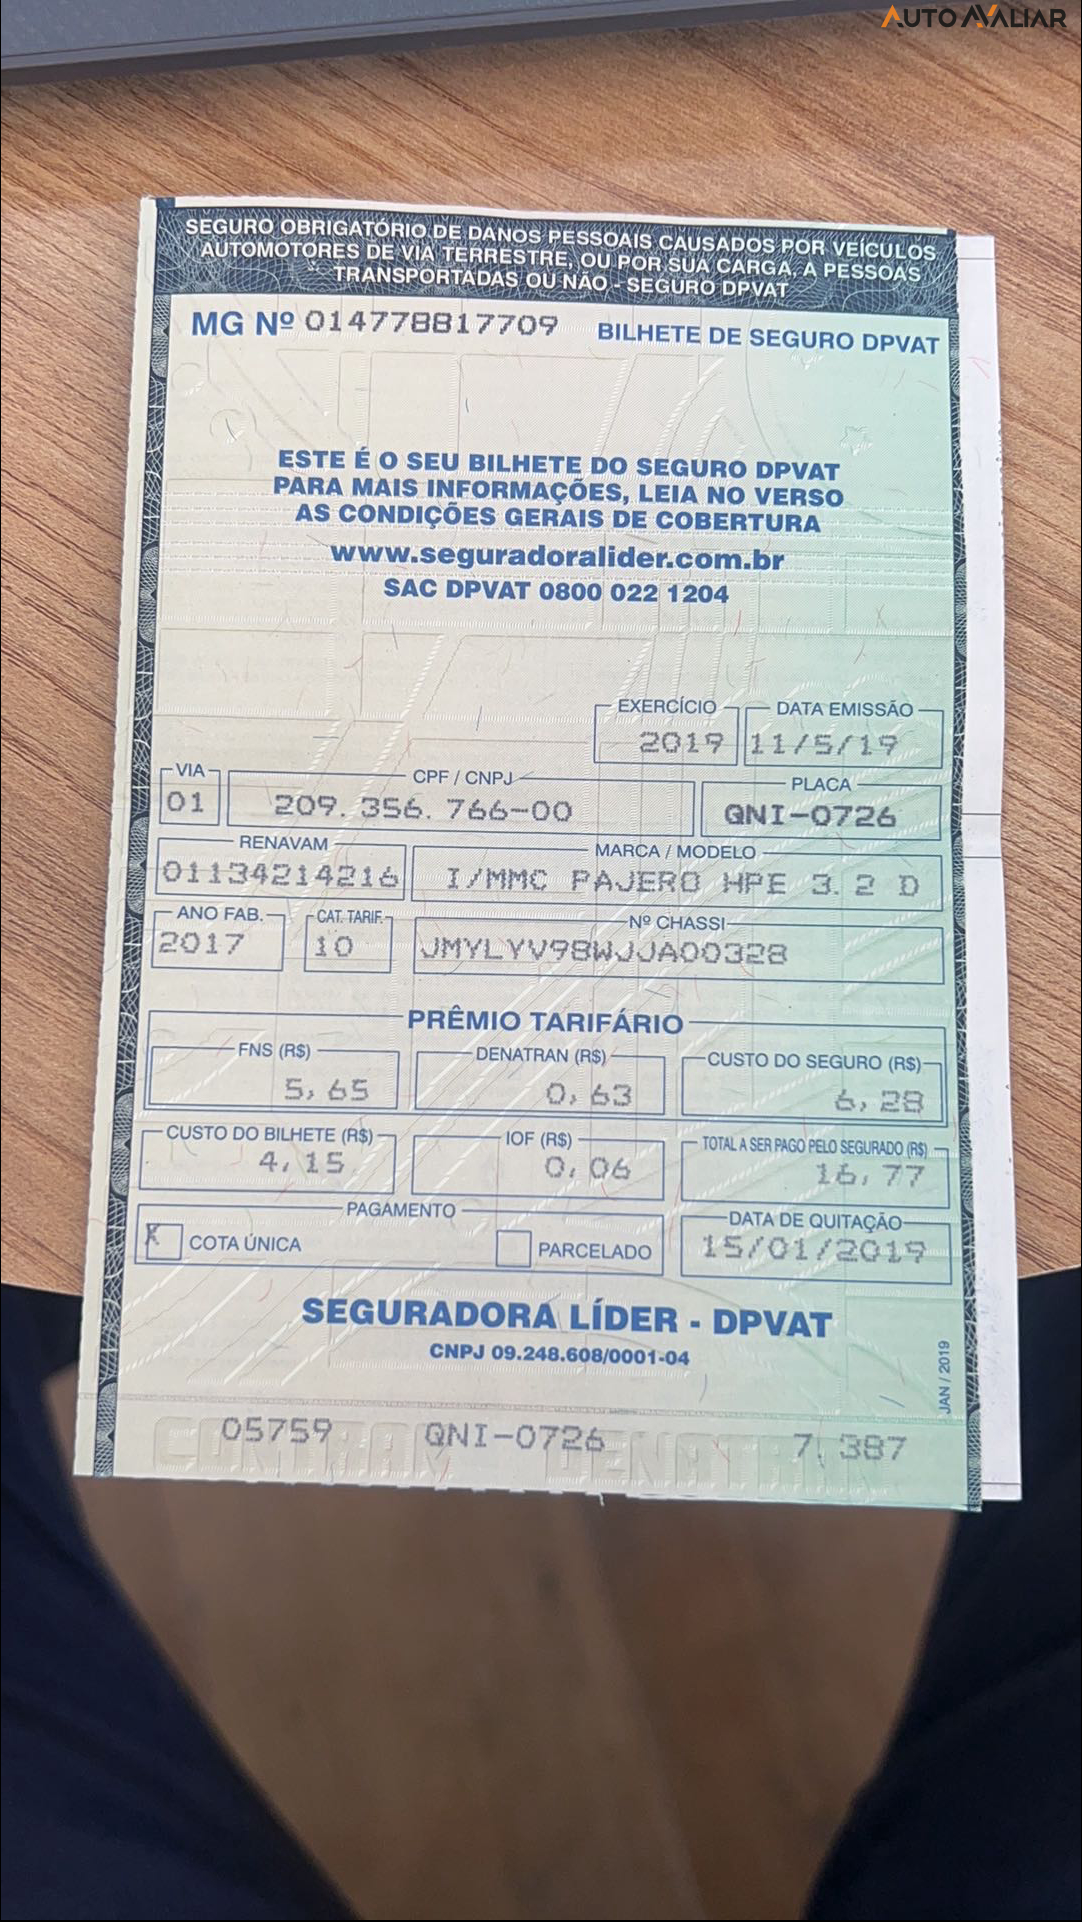 AUTO AVALIAR
SEGURO OBRIGATÓRIO DE DANOS PESSOAIS CAUSADOS POR VEÍCULOS
AUTOMOTORES DE VIA TERRESTRE, OU POR SUA CARGA, A PESSOAS
TRANSPORTADAS OU NÃO - SEGURO DPVAT
MG Nº 014778817709 BILHETE DE SEGURO DPVAT
ESTE É O SEU BILHETE DO SEGURO DPVAT
PARA MAIS INFORMAÇÕES, LEIA NO VERSO
AS CONDIÇÕES GERAIS DE COBERTURA
www.seguradoralider.com.br
SAC DPVAT 0800 022 1204
EXERCÍCIO DATA EMISSÃO
2019 11/5/19
VIA CPF / CNPJ PLACA
01 209.356.766-00 QNI-0726
RENAVAM MARCA / MODELO
01134214216 I/MMC PAJERO HPE 3.2 D
ANO FAB. CAT. TARIF. Nº CHASSI
2017 10 JMYLYV98WJJA00328
PRÊMIO TARIFÁRIO
FNS (R$) DENATRAN (R$) CUSTO DO SEGURO (R$)
5,65 0,63 6,28
CUSTO DO BILHETE (R$) IOF (R$) TOTAL A SER PAGO PELO SEGURADO (R$)
4,15 0,06 16,77
PAGAMENTO DATA DE QUITAÇÃO
X COTA ÚNICA PARCELADO 15/01/2019
SEGURADORA LÍDER - DPVAT
CNPJ 09.248.608/0001-04
JAN / 2019
05759 QNI-0726 7,387
CONTRAN DENATRAN